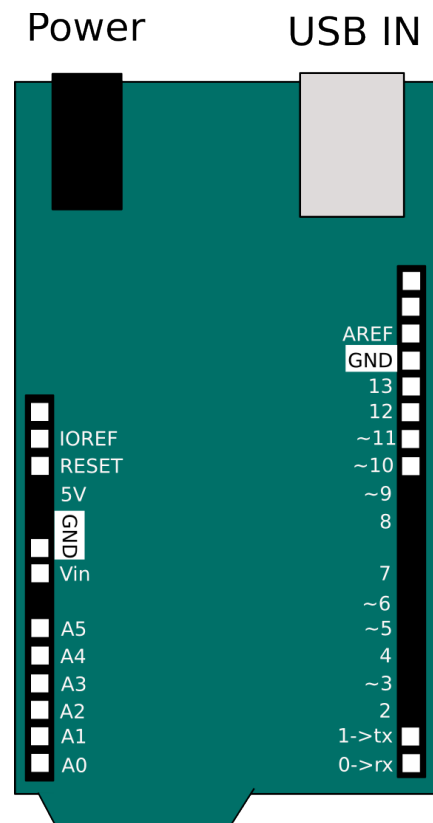 Power
USB IN
AREF
GND
13
12
~11
~10
~9
8
7
~6
~5
4
~3
2
1->tx
0->rx
IOREF
RESET
5V
GND
Vin
A5
A4
A3
A2
A1
A0